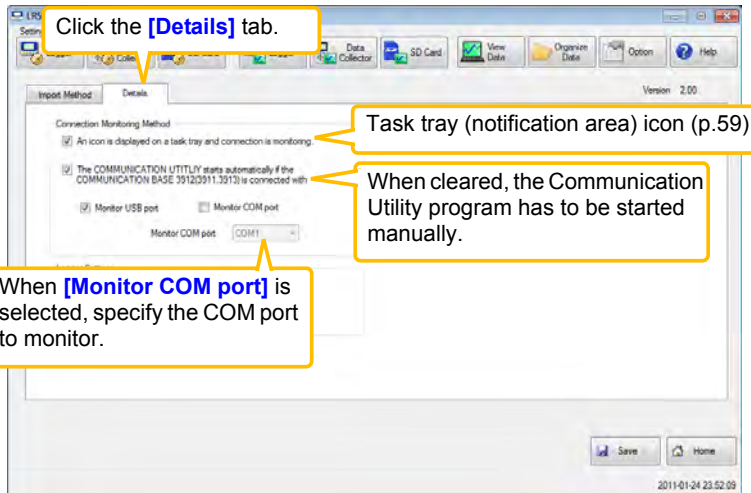 LR5
Click the [Details] tab.
Data Collector
SD Card
View Data
Organize Data
Option
Help
Import Method
Details
Version 2.00
Connection Monitoring Method
An icon is displayed on a task tray and connection is monitoring.
Task tray (notification area) icon (p.59)
The COMMUNICATION UTITLIY starts automatically if the
COMMUNICATION BASE 3912(3911.3913) is connected with
When cleared, the Communication
Utility program has to be started
manually.
Monitor USB port
Monitor COM port
Monitor COM port
COM1
When [Monitor COM port] is
selected, specify the COM port
to monitor.
Save
Home
2011-01-24 23:52:09